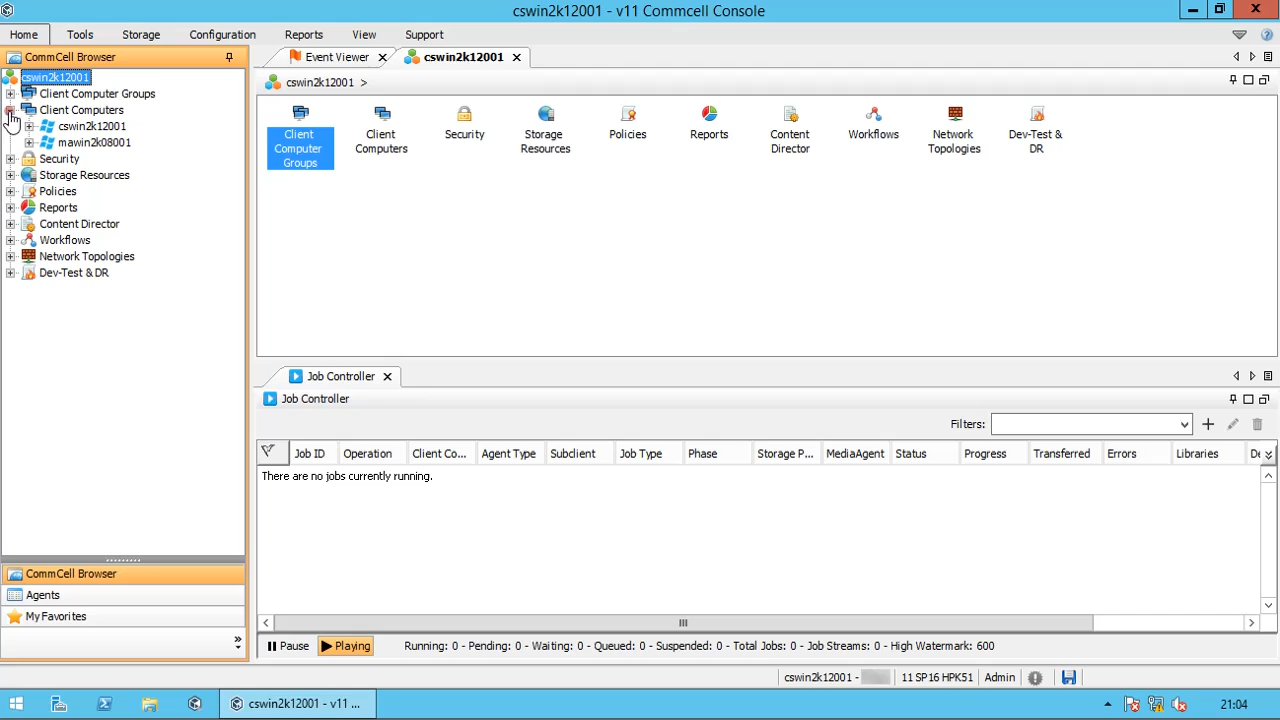 cswin2k12001 - v11 Commcell Console
Home Tools Storage Configuration Reports View Support
CommCell Browser
cswin2k12001
Client Computer Groups
Client Computers
cswin2k12001
mawin2k08001
Security
Storage Resources
Policies
Reports
Content Director
Workflows
Network Topologies
Dev-Test & DR
CommCell Browser
Agents
My Favorites
Event Viewer cswin2k12001
cswin2k12001 >
Client Computer Groups
Client Computers
Security
Storage Resources
Policies
Reports
Content Director
Workflows
Network Topologies
Dev-Test & DR
Job Controller
Job Controller
Filters:
Job ID Operation Client Co... Agent Type Subclient Job Type Phase Storage P... MediaAgent Status Progress Transferred Errors Libraries De
There are no jobs currently running.
Pause Playing Running: 0 - Pending: 0 - Waiting: 0 - Queued: 0 - Suspended: 0 - Total Jobs: 0 - Job Streams: 0 - High Watermark: 600
cswin2k12001 - 11 SP16 HPK51 Admin
cswin2k12001 - v11 ... 21:04